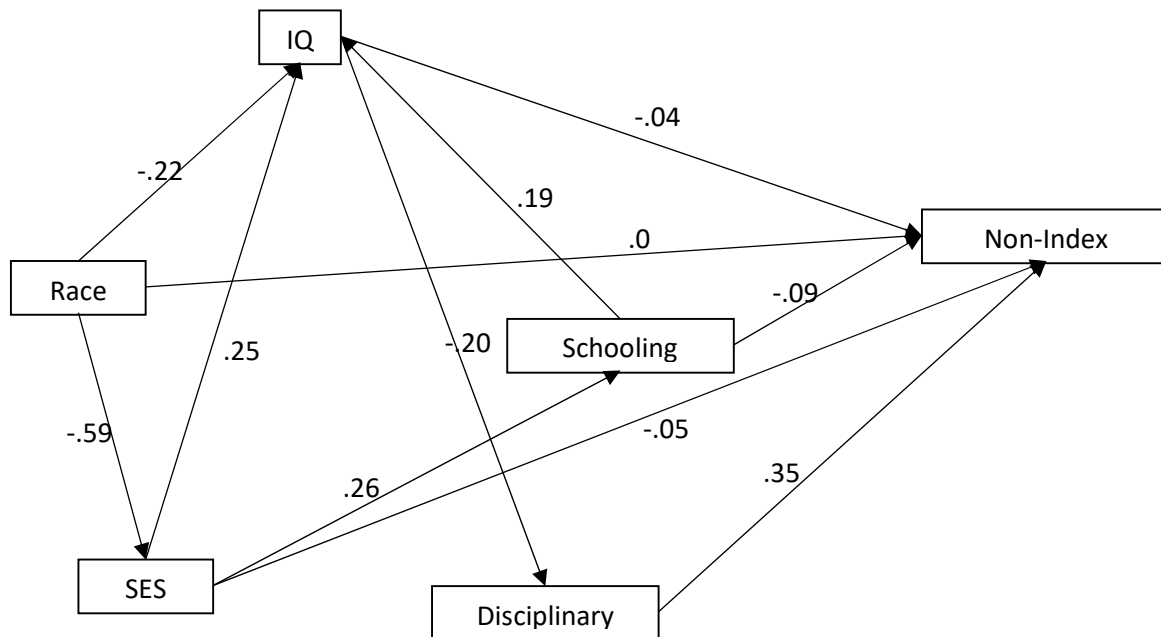 IQ
-.04
-.22
.19
Non-Index
.0
Race
-.09
.25
-.20
Schooling
-.59
-.05
.26
.35
SES
Disciplinary